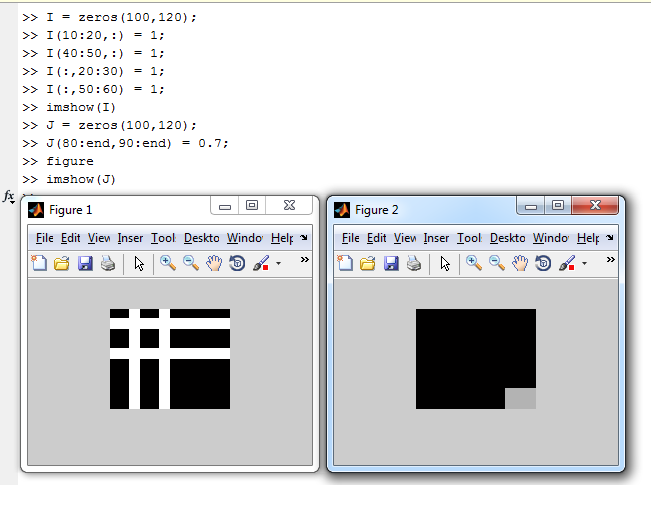 >> I = zeros(100,120);
>> I(10:20,:) = 1;
>> I(40:50,:) = 1;
>> I(:,20:30) = 1;
>> I(:,50:60) = 1;
>> imshow(I)
>> J = zeros(100,120);
>> J(80:end,90:end) = 0.7;
>> figure
>> imshow(J)
fx >>
Figure 1
File Edit View Inser Tool Deskto Windo Help
»
Figure 2
File Edit View Inser Tool Deskto Windo Help
»